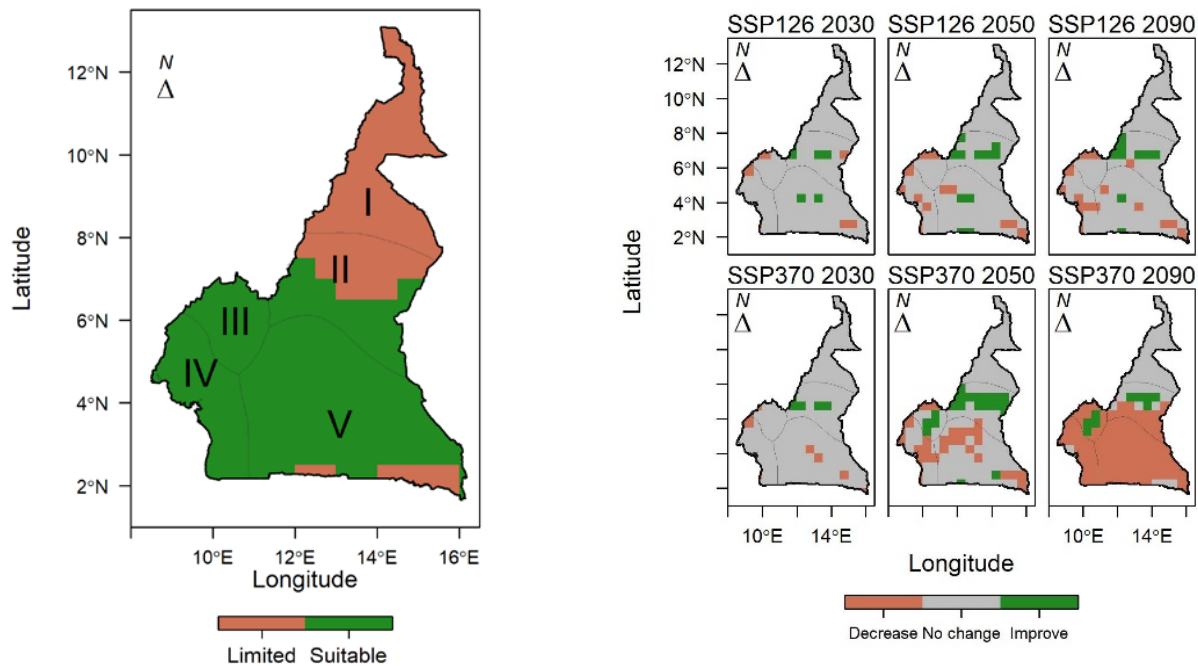 N
Δ
12°N
10°N
8°N
6°N
4°N
2°N
Latitude
I
II
III
IV
V
10°E 12°E 14°E 16°E
Longitude
Limited Suitable
SSP126 2030 SSP126 2050 SSP126 2090
N N N
Δ Δ Δ
12°N
10°N
8°N
6°N
4°N
2°N
Latitude
SSP370 2030 SSP370 2050 SSP370 2090
N N N
Δ Δ Δ
10°E 14°E
Longitude
Decrease No change Improve